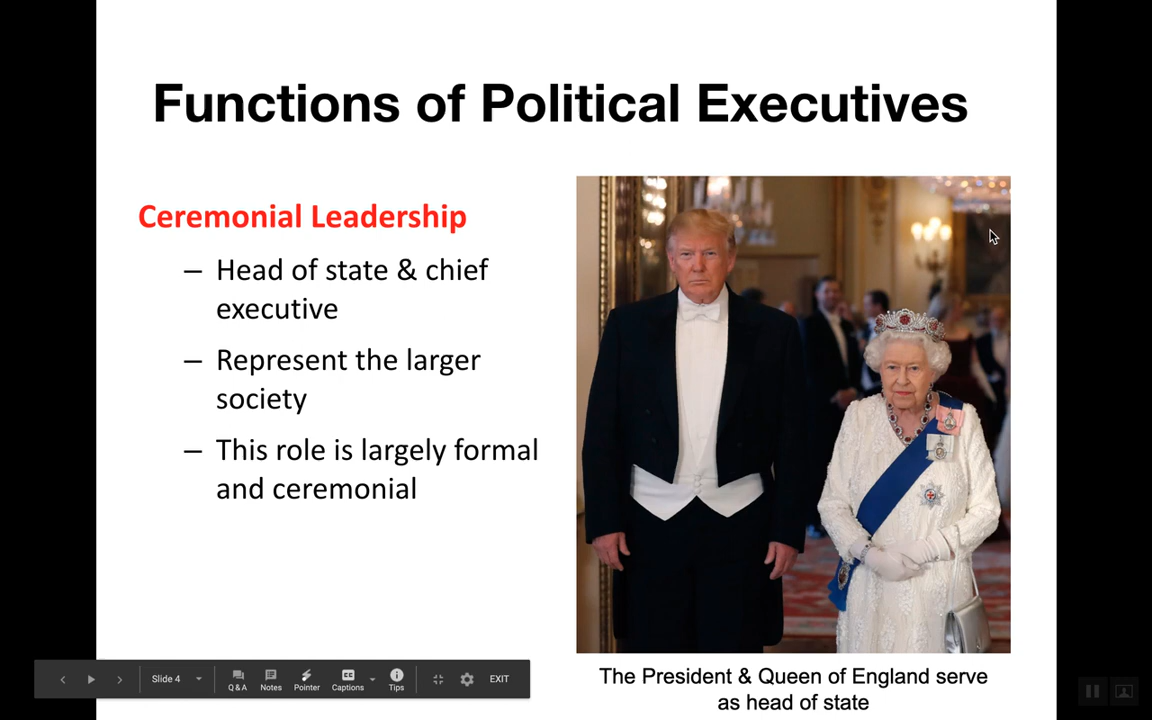 Functions of Political Executives
Ceremonial Leadership
– Head of state & chief
executive
– Represent the larger
society
– This role is largely formal
and ceremonial
The President & Queen of England serve
as head of state
Slide 4
Q & A
Notes
Pointer
Captions
Tips
EXIT